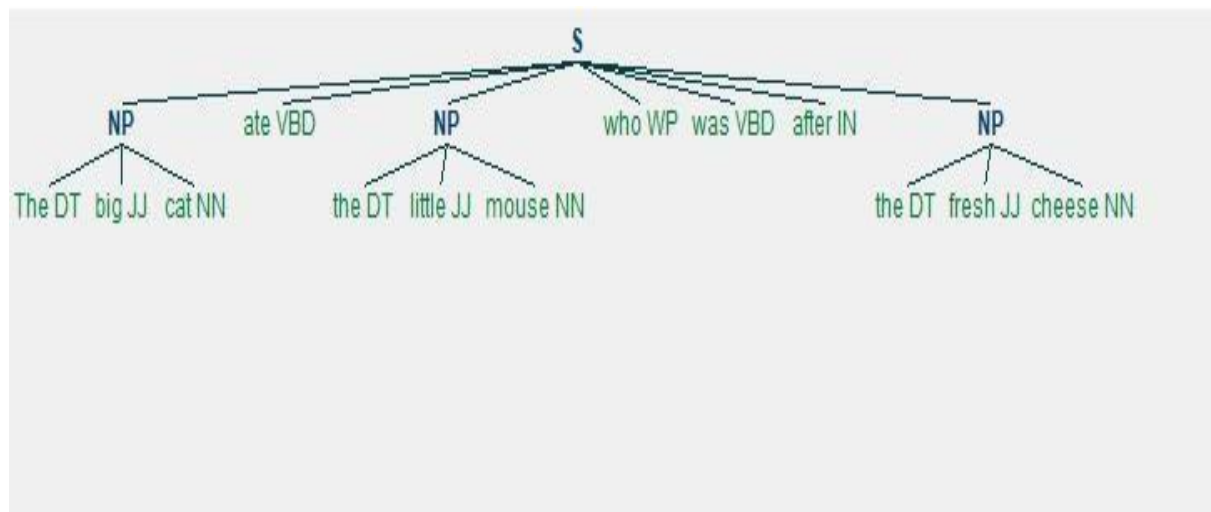 S
NP ate VBD NP who WP was VBD after IN NP
The DT big JJ cat NN the DT little JJ mouse NN the DT fresh JJ cheese NN